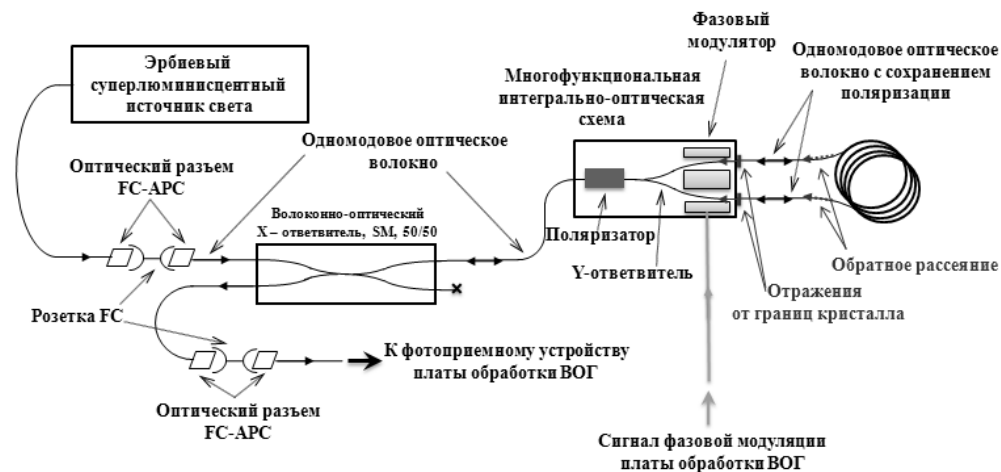 Эрбиевый
суперлюминисцентный
источник света
Оптический разъем
FC-APC
Одномодовое оптическое
волокно
Волоконно-оптический
X – ответвитель, SM, 50/50
Розетка FC
Оптический разъем
FC-APC
К фотоприемному устройству
платы обработки ВОГ
Фазовый
модулятор
Многофункциональная
интегрально-оптическая
схема
Одномодовое оптическое
волокно с сохранением
поляризации
Поляризатор
Y-ответвитель
Обратное рассеяние
Отражения
от границ кристалла
Сигнал фазовой модуляции
платы обработки ВОГ